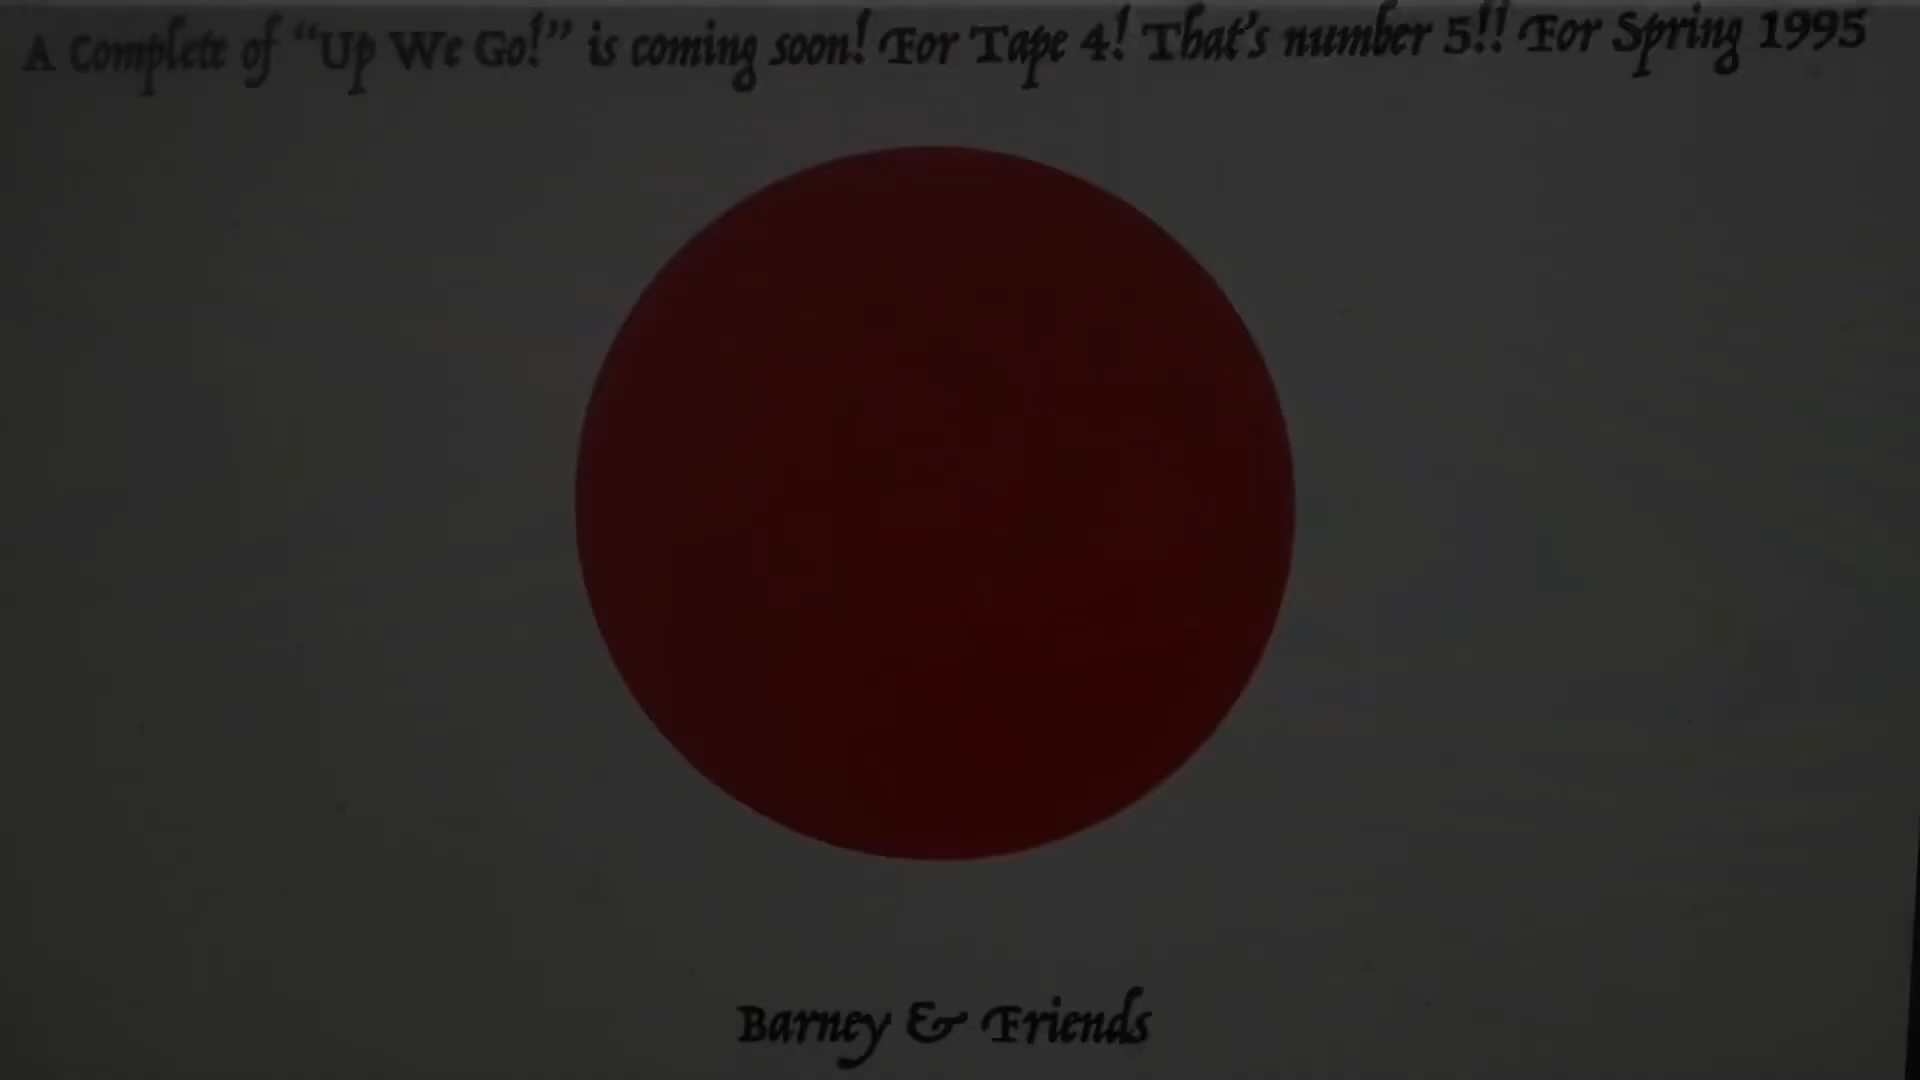 A Complete of “Up We Go!” is coming soon! For Tape 4! That's number 5!! For Spring 1995
Barney & Friends